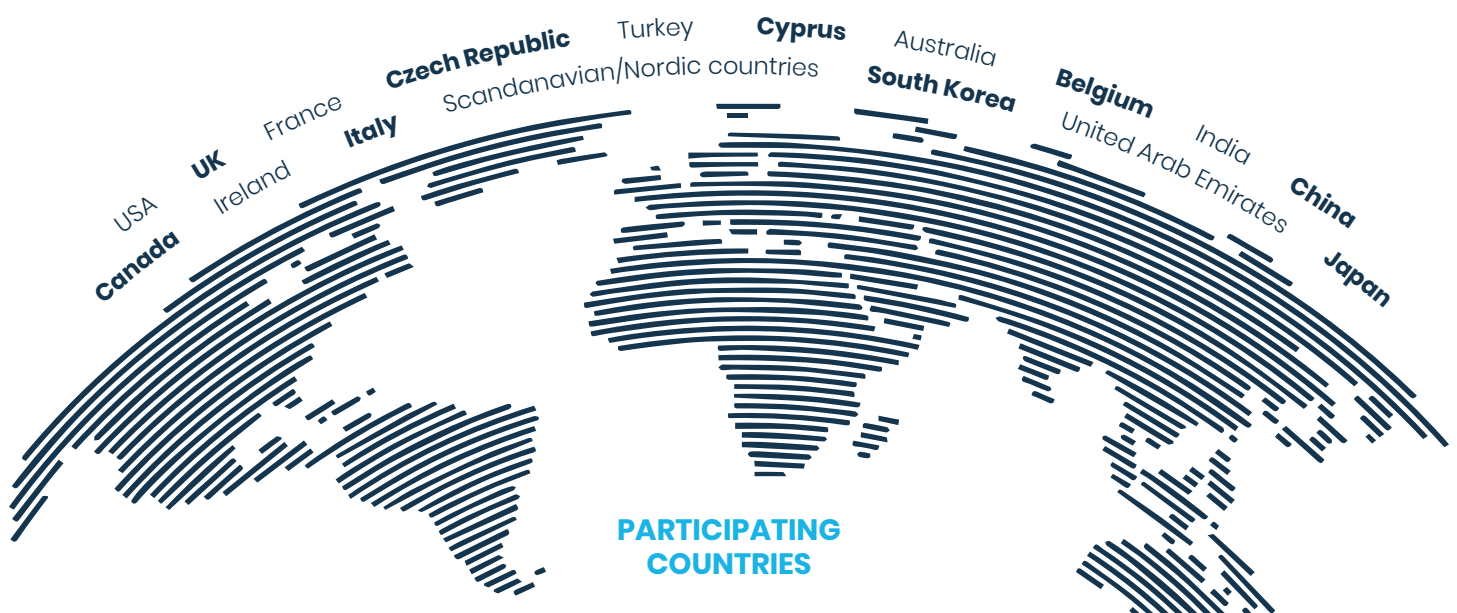 USA
Canada
UK
Ireland
France
Italy
Czech Republic
Scandanavian/Nordic countries
Turkey
Cyprus
Australia
South Korea
Belgium
United Arab Emirates
India
China
Japan
PARTICIPATING
COUNTRIES